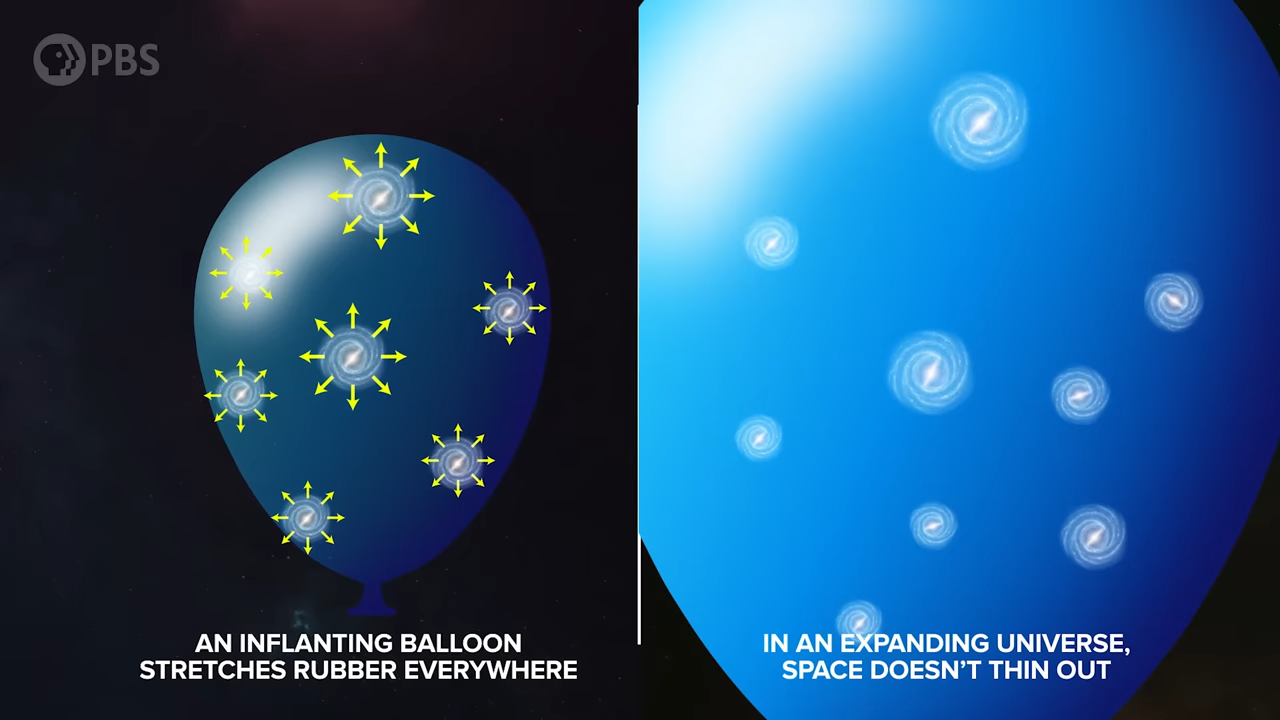 PBS
AN INFLANTING BALLOON
STRETCHES RUBBER EVERYWHERE
IN AN EXPANDING UNIVERSE,
SPACE DOESN'T THIN OUT